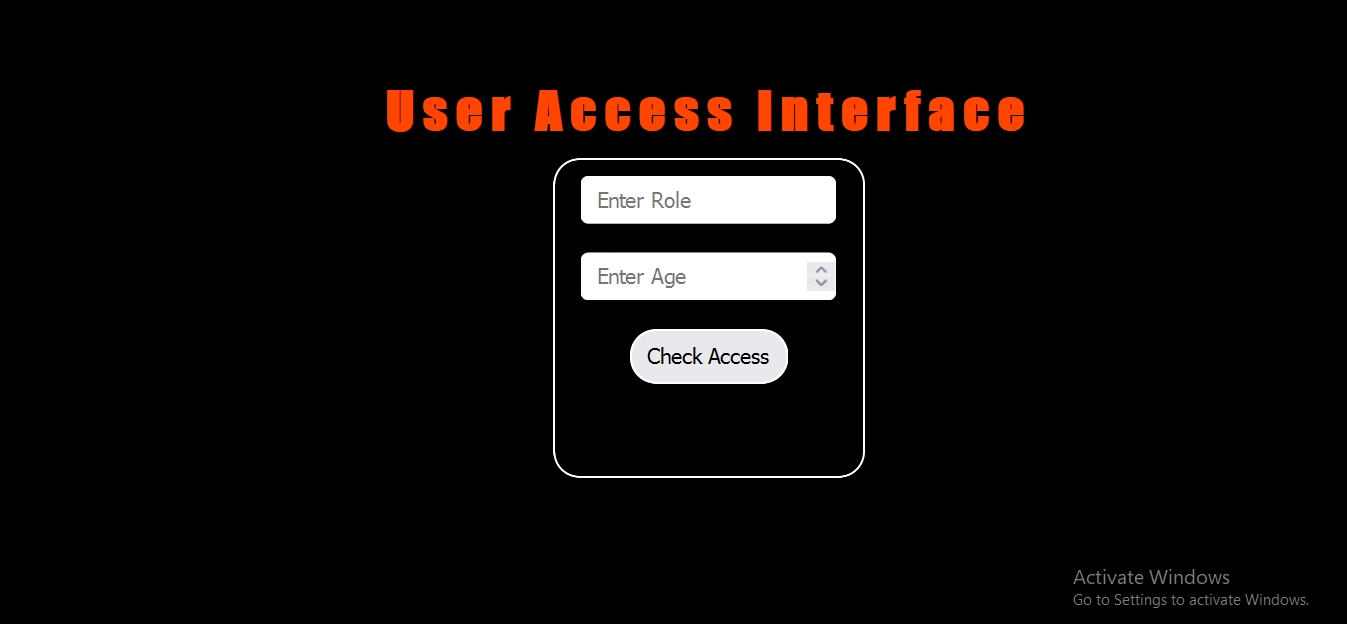 User Access Interface
Enter Role
Enter Age
Check Access
Activate Windows
Go to Settings to activate Windows.